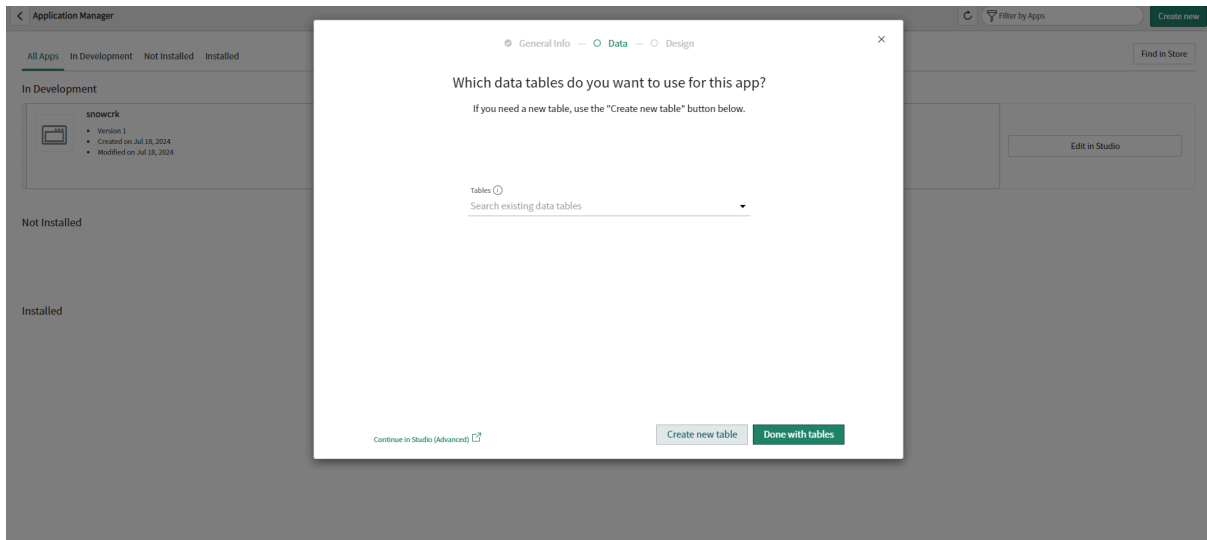 Application Manager
Filter by Apps
Create new
All Apps In Development Not Installed Installed
Find in Store
In Development
snowcrk
Version 1
Created on Jul 18, 2024
Modified on Jul 18, 2024
Edit in Studio
Not Installed
Installed
General Info — Data — Design
Which data tables do you want to use for this app?
If you need a new table, use the "Create new table" button below.
Tables
Search existing data tables
Continue in Studio (Advanced)
Create new table
Done with tables